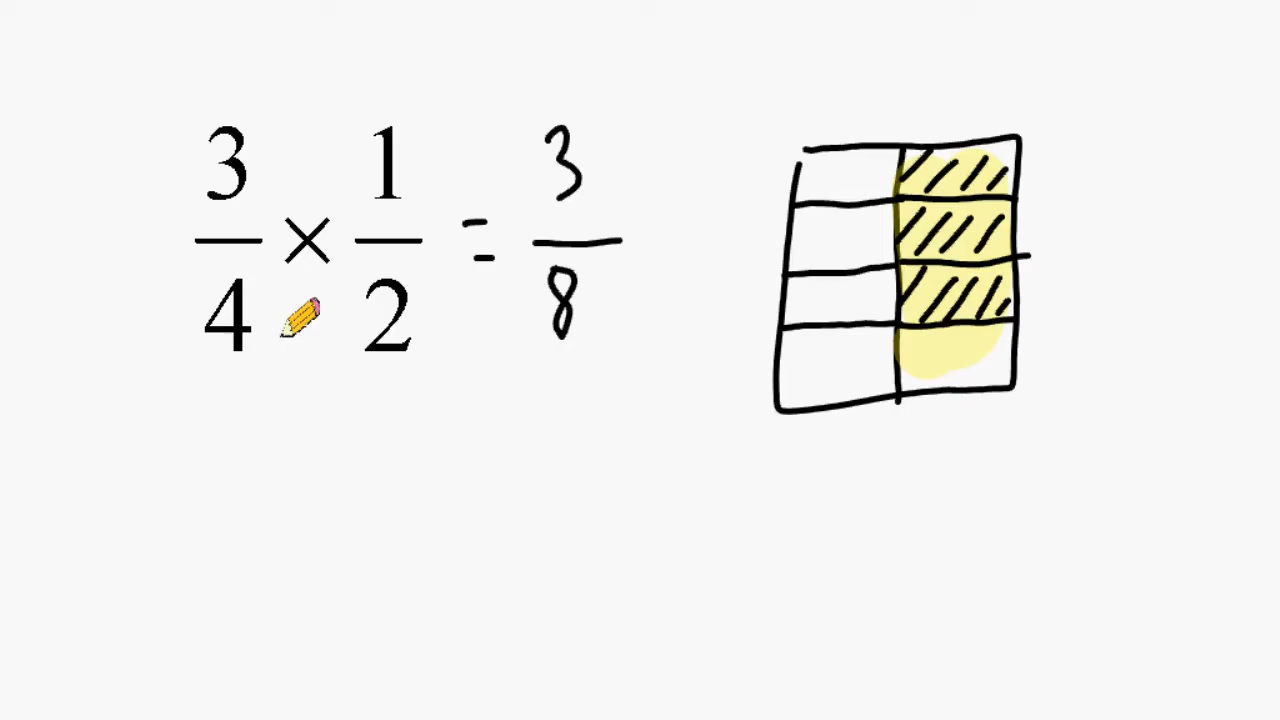 3/4 × 1/2 = 3/8